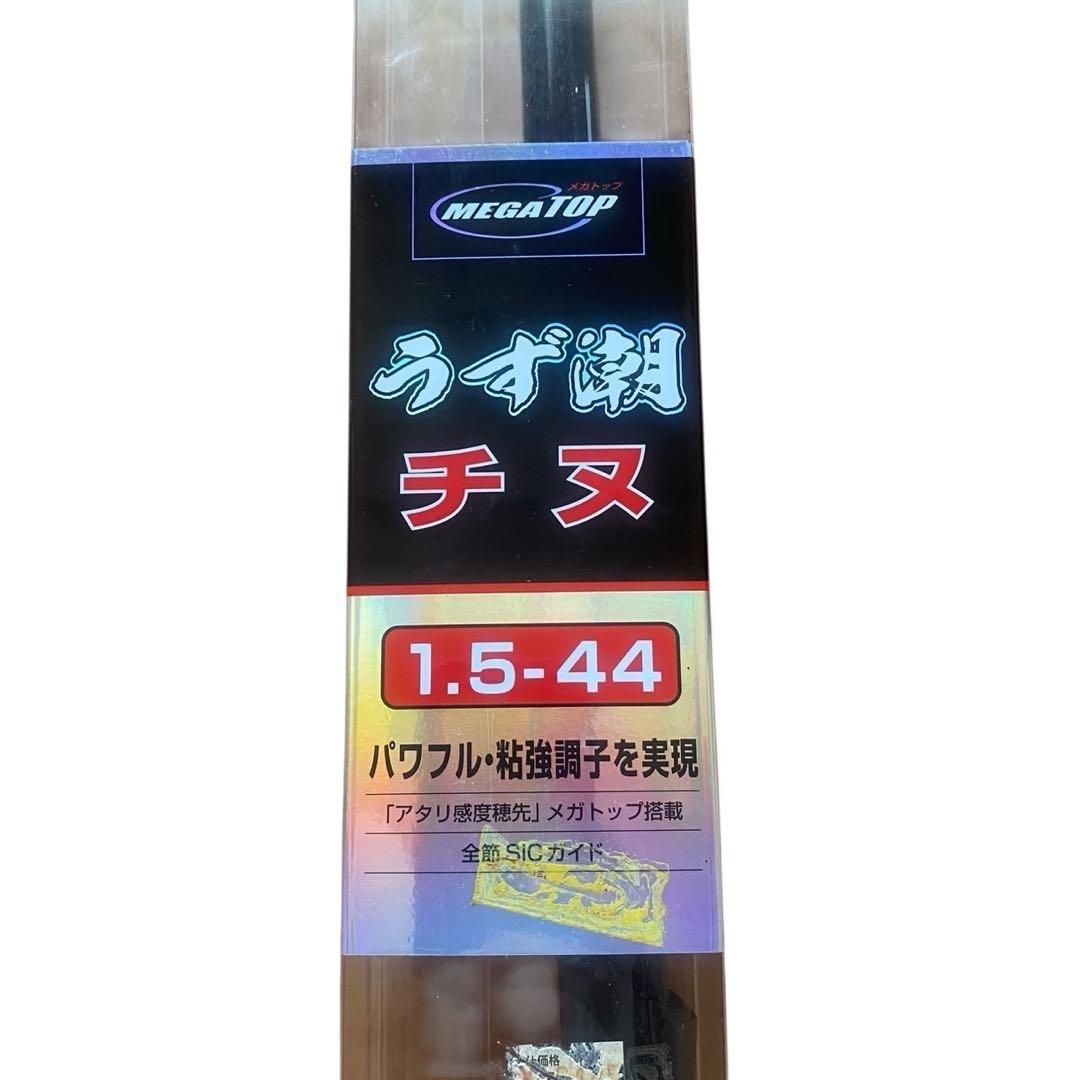 メガトップ
MEGATOP
うず潮
チヌ
1.5-44
パワフル・粘強調子を実現
「アタリ感度穂先」メガトップ搭載
全節SiCガイド
価格